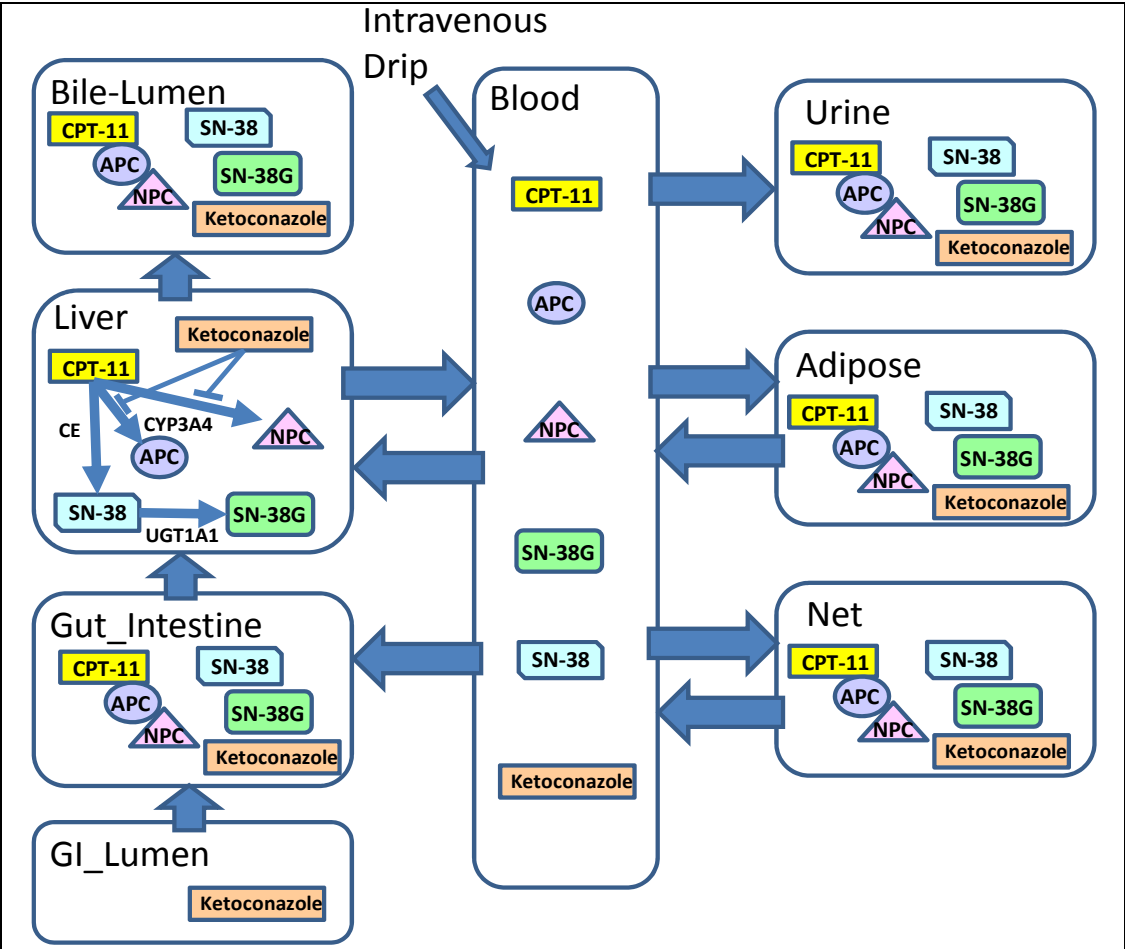 Intravenous
Drip
Bile-Lumen
CPT-11
SN-38
APC
SN-38G
NPC
Ketoconazole
Liver
Ketoconazole
CPT-11
CE
CYP3A4
NPC
APC
SN-38
SN-38G
UGT1A1
Gut_Intestine
CPT-11
SN-38
APC
SN-38G
NPC
Ketoconazole
GI_Lumen
Ketoconazole
Blood
CPT-11
APC
NPC
SN-38G
SN-38
Ketoconazole
Urine
CPT-11
SN-38
APC
SN-38G
NPC
Ketoconazole
Adipose
CPT-11
SN-38
APC
SN-38G
NPC
Ketoconazole
Net
CPT-11
SN-38
APC
SN-38G
NPC
Ketoconazole